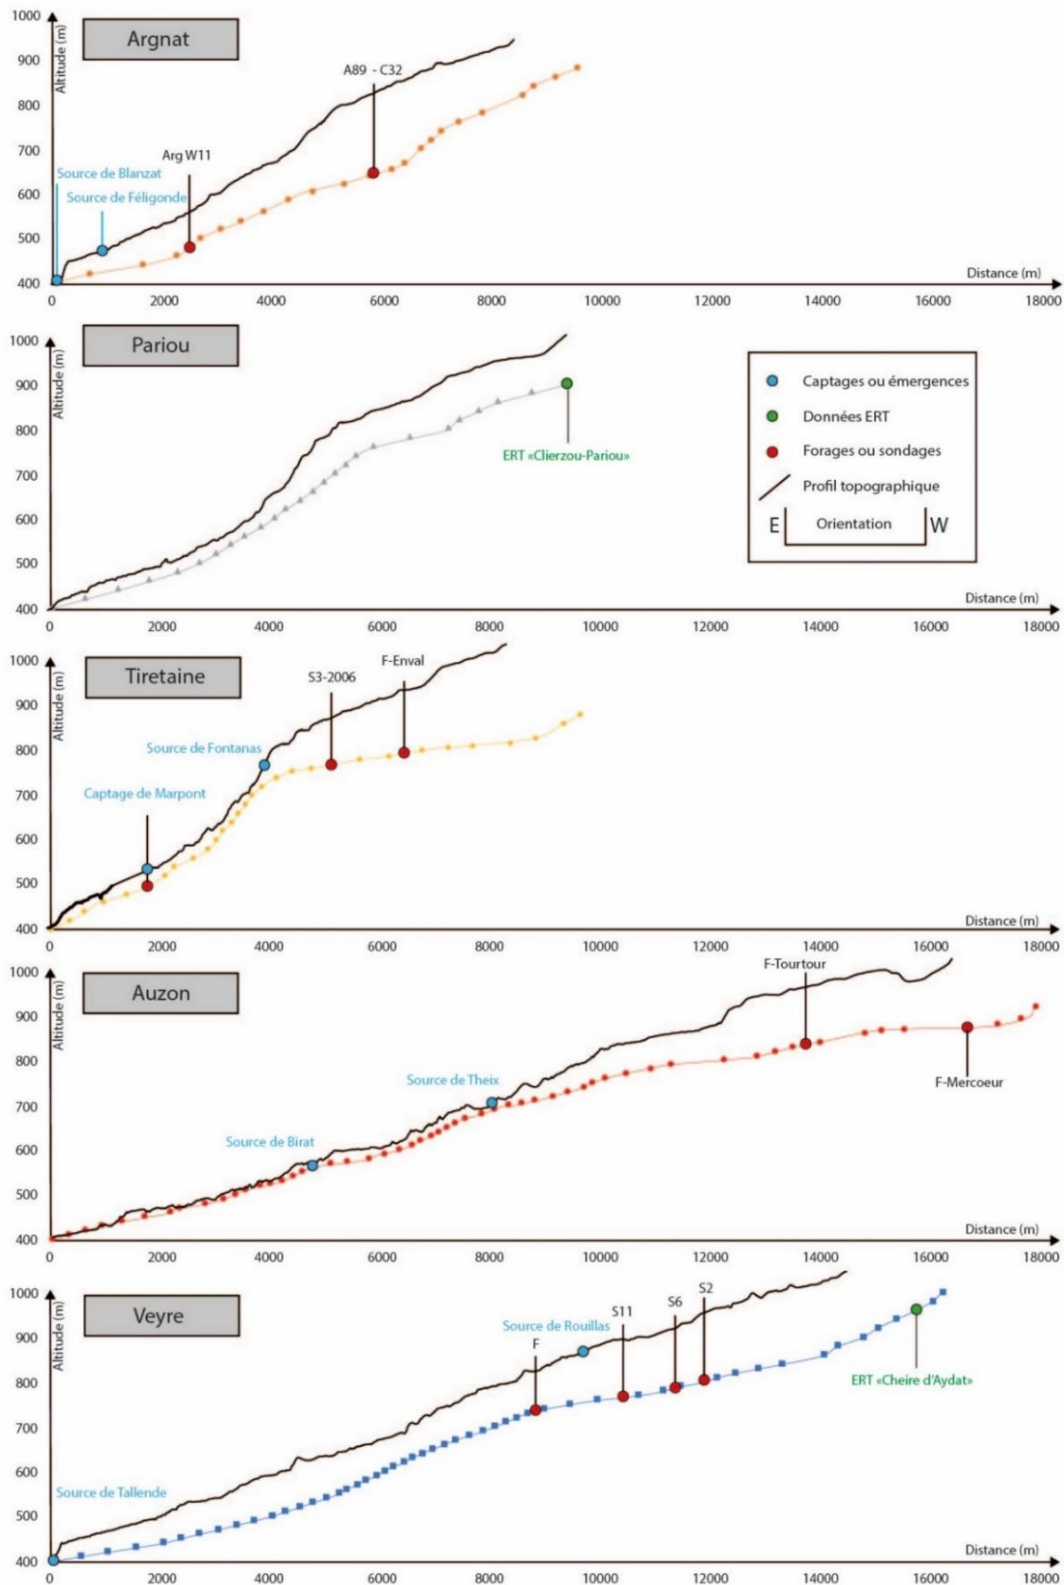 Argnat
Altitude (m)
1000
900
800
700
600
500
400
A89 - C32
Arg W11
Source de Blanzat
Source de Féligonde
Distance (m)
0 2000 4000 6000 8000 10000 12000 14000 16000 18000
Pariou
Altitude (m)
1000
900
800
700
600
500
400
ERT «Clierzou-Pariou»
Captages ou émergences
Données ERT
Forages ou sondages
Profil topographique
E Orientation W
Distance (m)
0 2000 4000 6000 8000 10000 12000 14000 16000 18000
Tiretaine
Altitude (m)
1000
900
800
700
600
500
400
F-Enval
S3-2006
Source de Fontanas
Captage de Marpont
Distance (m)
0 2000 4000 6000 8000 10000 12000 14000 16000 18000
Auzon
Altitude (m)
1000
900
800
700
600
500
400
F-Tourtour
Source de Theix
F-Mercoeur
Source de Birat
Distance (m)
0 2000 4000 6000 8000 10000 12000 14000 16000 18000
Veyre
Altitude (m)
1000
900
800
700
600
500
400
S2
S6
S11
Source de Rouillas
F
ERT «Cheire d'Aydat»
Source de Tallende
Distance (m)
0 2000 4000 6000 8000 10000 12000 14000 16000 18000